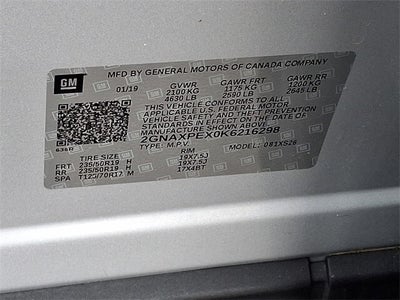 GM
MFD BY GENERAL MOTORS OF CANADA COMPANY
01/19 GVWR GAWR FRT GAWR RR
2100 KG 1175 KG 1200 KG
4630 LB 2590 LB 2645 LB
THIS VEHICLE CONFORMS TO ALL
APPLICABLE U.S. FEDERAL MOTOR
VEHICLE SAFETY AND THEFT PREVENTION
STANDARDS IN EFFECT ON THE DATE OF
MANUFACTURE SHOWN ABOVE.
2GNAXPEX0K6216298
TYPE: M.P.V. MODEL: 081XS26
TIRE SIZE RIM
FRT 235/50R19 H 19X7.5J
RR 235/50R19 H 19X7.5J
SPA T125/70R17 M 17X4BT